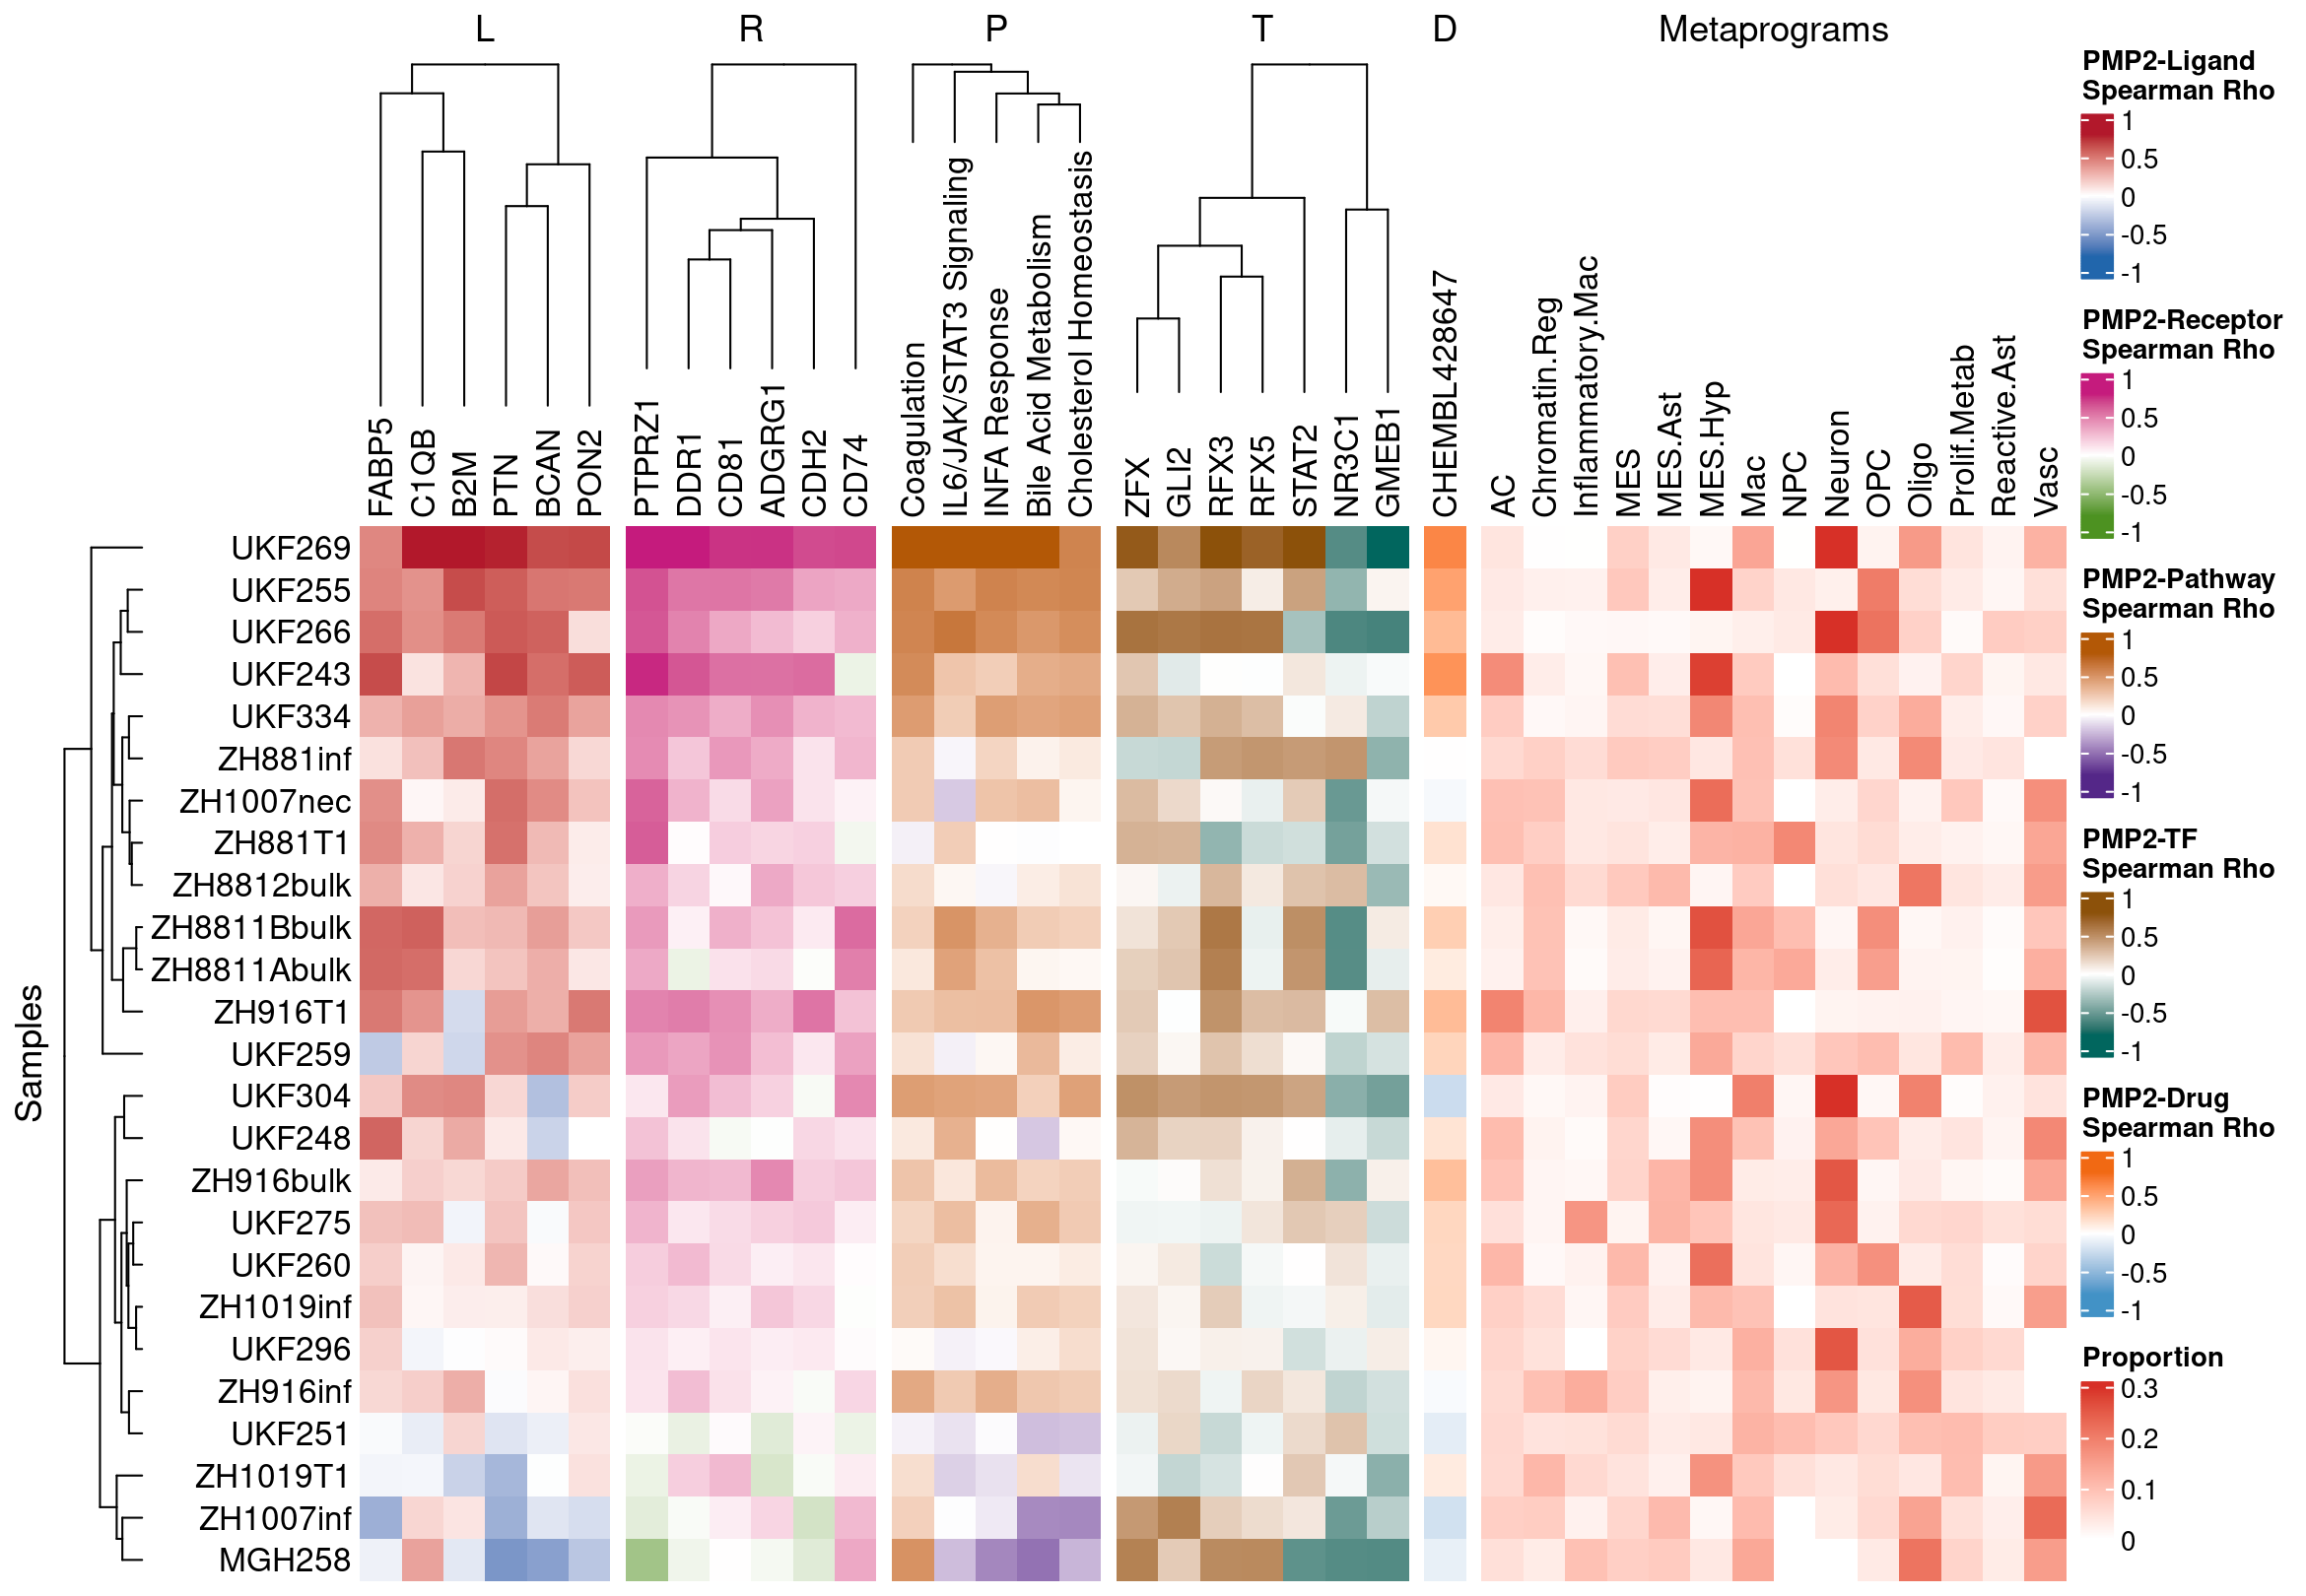 L R P T D Metaprograms
FABP5
C1QB
B2M
PTN
BCAN
PON2
PTPRZ1
DDR1
CD81
ADGRG1
CDH2
CD74
Coagulation
IL6/JAK/STAT3 Signaling
INFA Response
Bile Acid Metabolism
Cholesterol Homeostasis
ZFX
GLI2
RFX3
RFX5
STAT2
NR3C1
GMEB1
CHEMBL428647
AC
Chromatin.Reg
Inflammatory.Mac
MES
MES.Ast
MES.Hyp
Mac
NPC
Neuron
OPC
Oligo
Prolif.Metab
Reactive.Ast
Vasc
Samples
UKF269
UKF255
UKF266
UKF243
UKF334
ZH881inf
ZH1007nec
ZH881T1
ZH8812bulk
ZH8811Bbulk
ZH8811Abulk
ZH916T1
UKF259
UKF304
UKF248
ZH916bulk
UKF275
UKF260
ZH1019inf
UKF296
ZH916inf
UKF251
ZH1019T1
ZH1007inf
MGH258
PMP2-Ligand
Spearman Rho
1
0.5
0
-0.5
-1
PMP2-Receptor
Spearman Rho
1
0.5
0
-0.5
-1
PMP2-Pathway
Spearman Rho
1
0.5
0
-0.5
-1
PMP2-TF
Spearman Rho
1
0.5
0
-0.5
-1
PMP2-Drug
Spearman Rho
1
0.5
0
-0.5
-1
Proportion
0.3
0.2
0.1
0